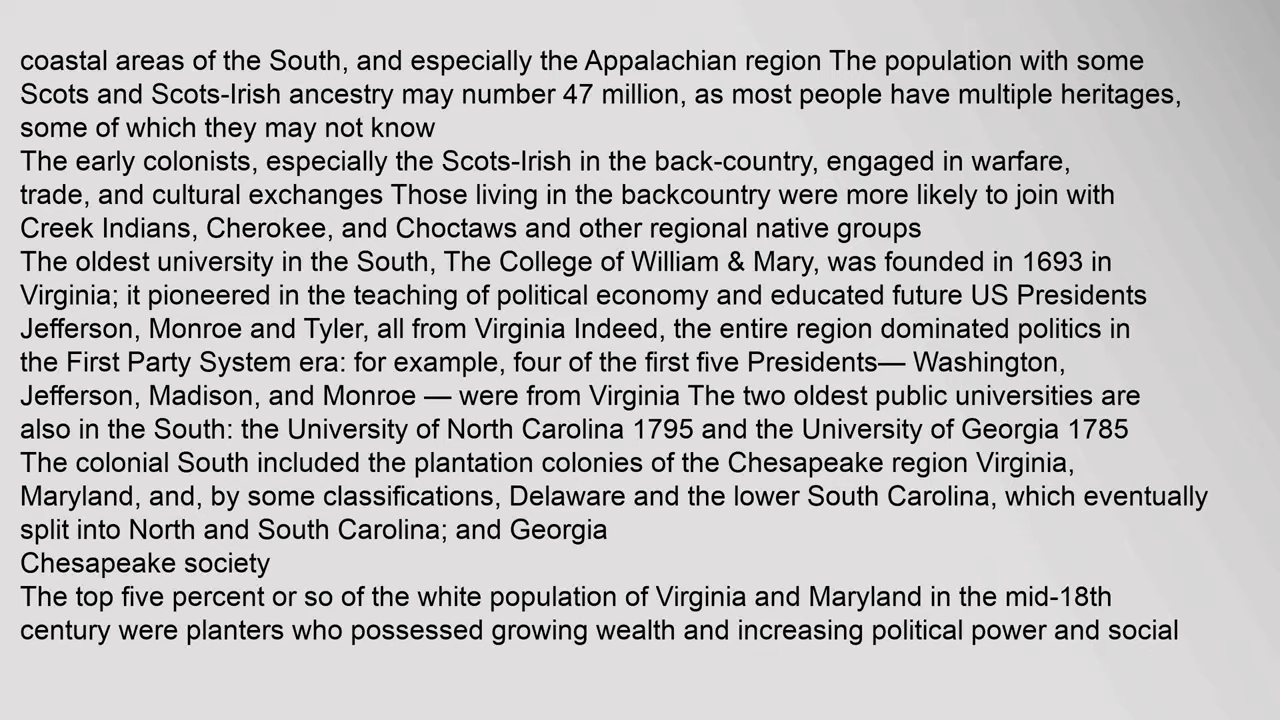 coastal areas of the South, and especially the Appalachian region The population with some
Scots and Scots-Irish ancestry may number 47 million, as most people have multiple heritages,
some of which they may not know
The early colonists, especially the Scots-Irish in the back-country, engaged in warfare,
trade, and cultural exchanges Those living in the backcountry were more likely to join with
Creek Indians, Cherokee, and Choctaws and other regional native groups
The oldest university in the South, The College of William & Mary, was founded in 1693 in
Virginia; it pioneered in the teaching of political economy and educated future US Presidents
Jefferson, Monroe and Tyler, all from Virginia Indeed, the entire region dominated politics in
the First Party System era: for example, four of the first five Presidents— Washington,
Jefferson, Madison, and Monroe — were from Virginia The two oldest public universities are
also in the South: the University of North Carolina 1795 and the University of Georgia 1785
The colonial South included the plantation colonies of the Chesapeake region Virginia,
Maryland, and, by some classifications, Delaware and the lower South Carolina, which eventually
split into North and South Carolina; and Georgia
Chesapeake society
The top five percent or so of the white population of Virginia and Maryland in the mid-18th
century were planters who possessed growing wealth and increasing political power and social